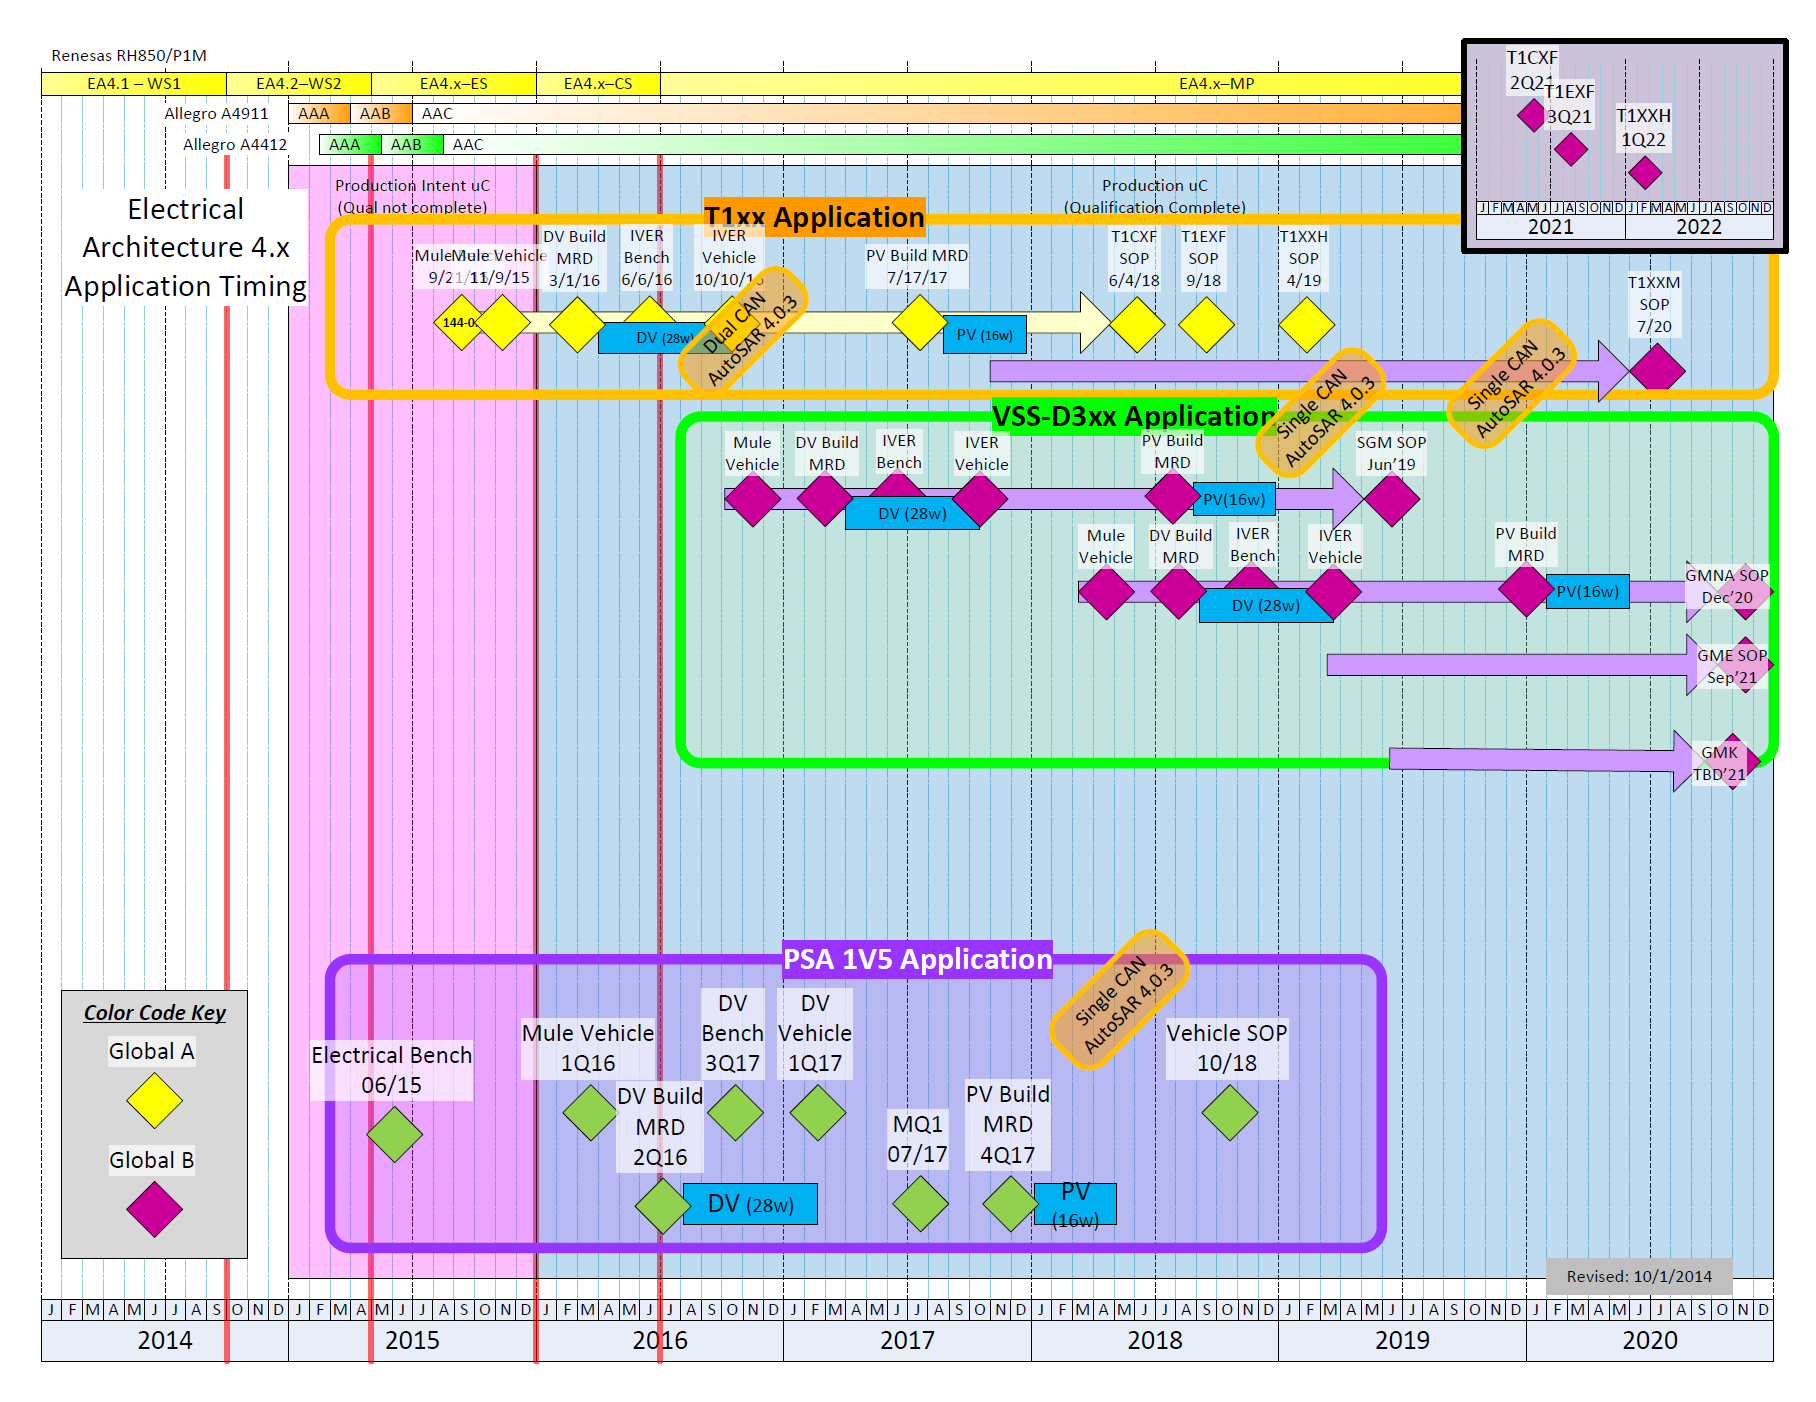 Renesas RH850/P1M
EA4.1 – WS1
EA4.2–WS2
EA4.x–ES
EA4.x–CS
EA4.x–MP
Allegro A4911
AAA
AAB
AAC
Allegro A4412
AAA
AAB
AAC
T1CXF
2Q21
T1EXF
3Q21
T1XXH
1Q22
J F M A M J J A S O N D J F M A M J J A S O N D
2021
2022
Electrical
Architecture 4.x
Application Timing
Production Intent uC
(Qual not complete)
Production uC
(Qualification Complete)
T1xx Application
Mule Vehicle
11/9/15
DV Build
MRD
3/1/16
IVER
Bench
6/6/16
IVER
Vehicle
10/10/16
PV Build MRD
7/17/17
T1CXF
SOP
6/4/18
T1EXF
SOP
9/18
T1XXH
SOP
4/19
T1XXM
SOP
7/20
DV (28w)
Dual CAN
AutoSAR 4.0.3
PV (16w)
Single CAN
AutoSAR 4.0.3
Single CAN
AutoSAR 4.0.3
VSS-D3xx Application
Mule
Vehicle
DV Build
MRD
IVER
Bench
IVER
Vehicle
PV Build
MRD
SGM SOP
Jun’19
DV (28w)
PV(16w)
Mule
Vehicle
DV Build
MRD
IVER
Bench
IVER
Vehicle
PV Build
MRD
GMNA SOP
Dec’20
DV (28w)
PV(16w)
GME SOP
Sep’21
GMK
TBD’21
PSA 1V5 Application
Single CAN
AutoSAR 4.0.3
Electrical Bench
06/15
Mule Vehicle
1Q16
DV Build
MRD
2Q16
DV
Bench
3Q17
DV
Vehicle
1Q17
MQ1
07/17
PV Build
MRD
4Q17
Vehicle SOP
10/18
DV (28w)
PV
(16w)
Color Code Key
Global A
Global B
Revised: 10/1/2014
J F M A M J J A S O N D J F M A M J J A S O N D J F M A M J J A S O N D J F M A M J J A S O N D J F M A M J J A S O N D J F M A M J J A S O N D J F M A M J J A S O N D
2014
2015
2016
2017
2018
2019
2020